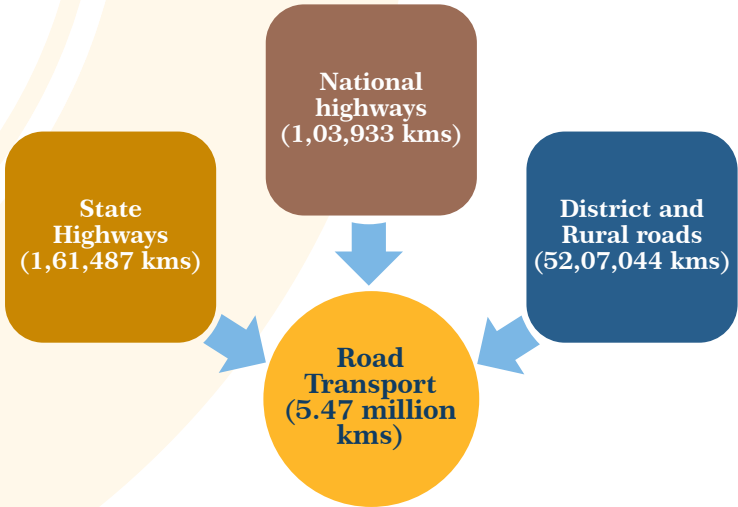 National
highways
(1,03,933 kms)
State
Highways
(1,61,487 kms)
District and
Rural roads
(52,07,044 kms)
Road
Transport
(5.47 million
kms)